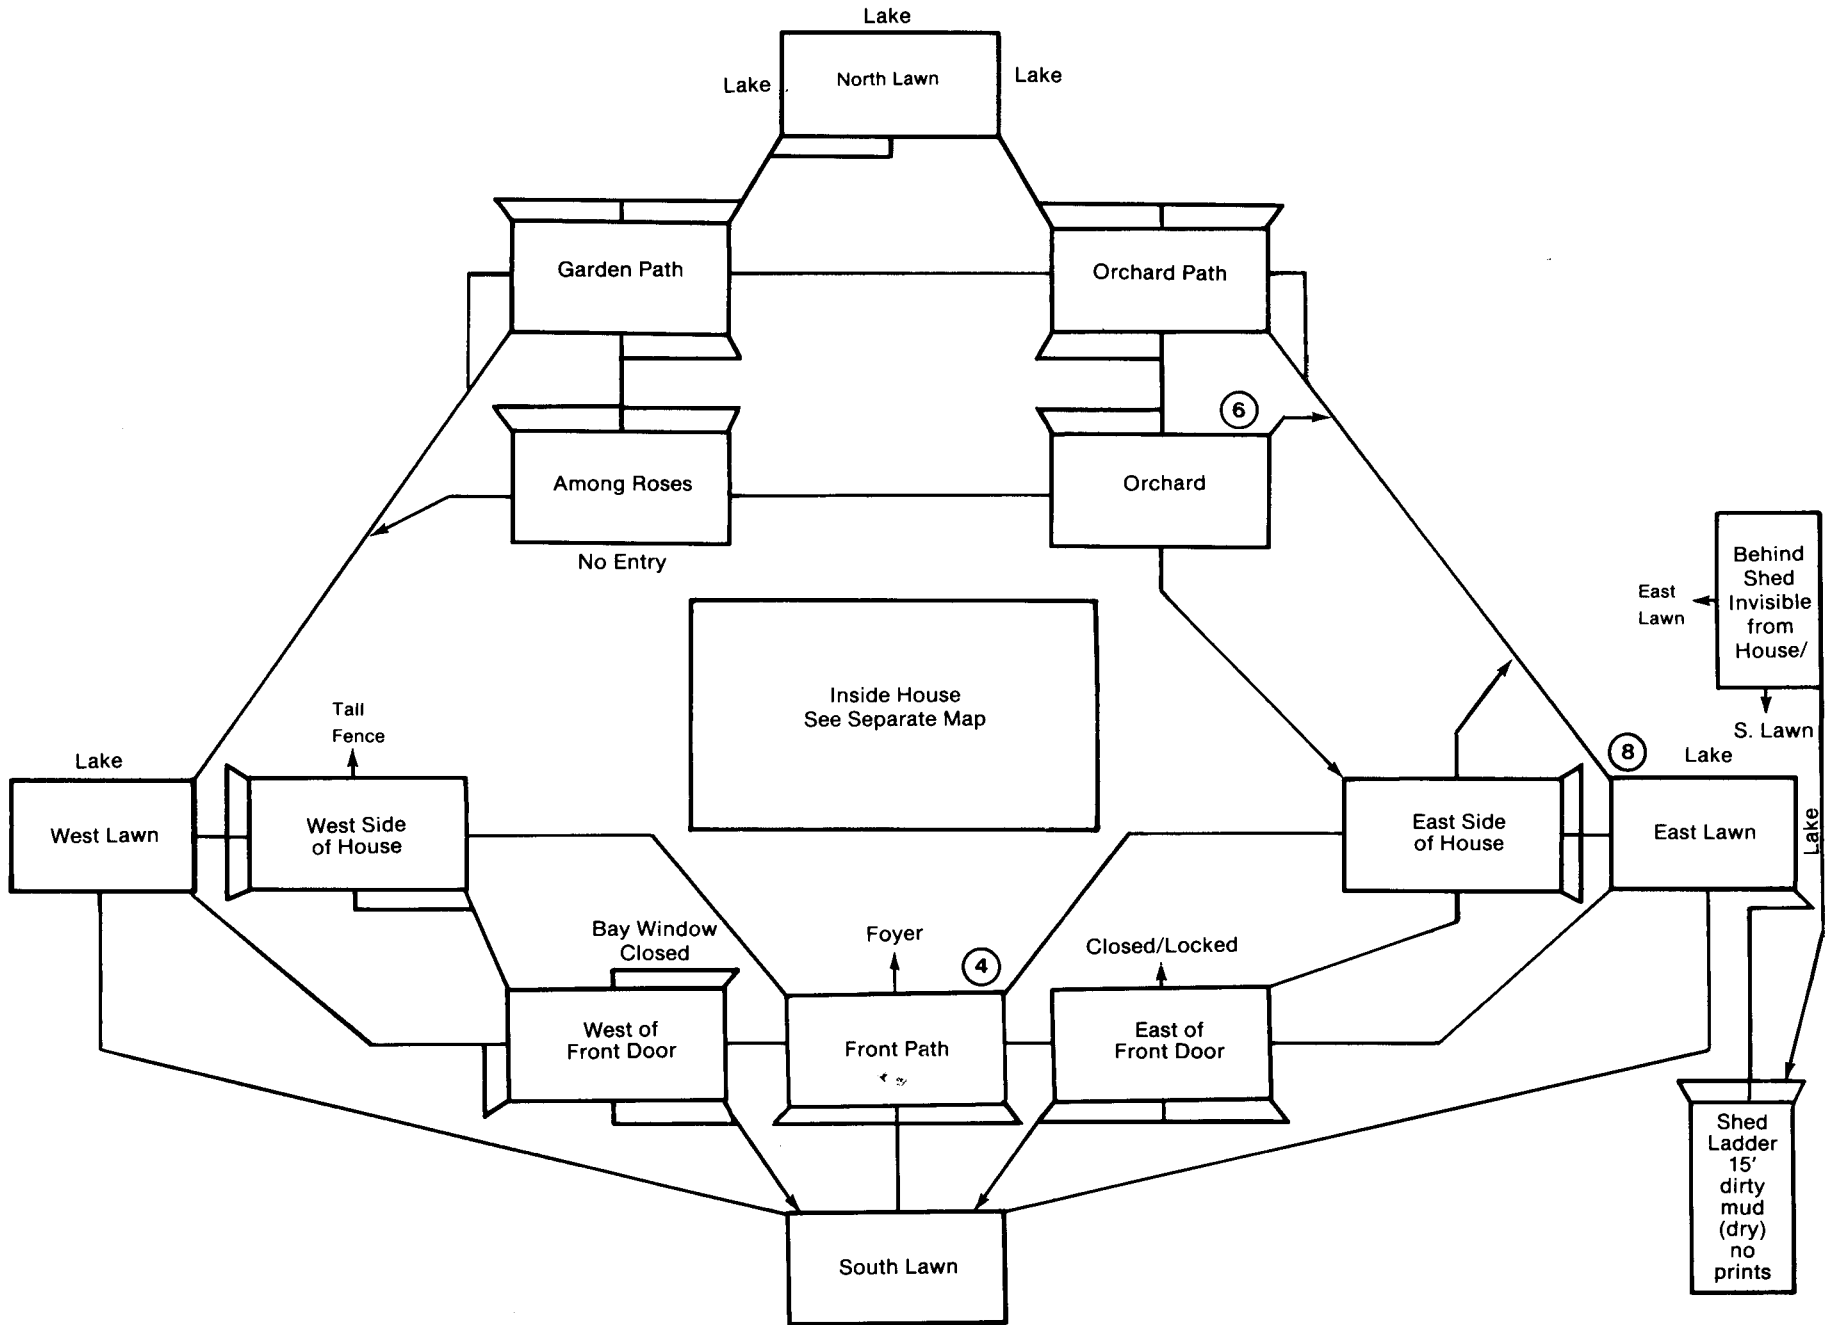 Lake
Lake
North Lawn
Lake
Garden Path
Orchard Path
6
Among Roses
Orchard
No Entry
Behind
Shed
Invisible
from
House/
East
Lawn
S. Lawn
Inside House
See Separate Map
Tall
Fence
Lake
8
Lake
Lake
West Lawn
West Side
of House
East Side
of House
East Lawn
Bay Window
Closed
Foyer
4
Closed/Locked
West of
Front Door
Front Path
East of
Front Door
Shed
Ladder
15'
dirty
mud
(dry)
no
prints
South Lawn